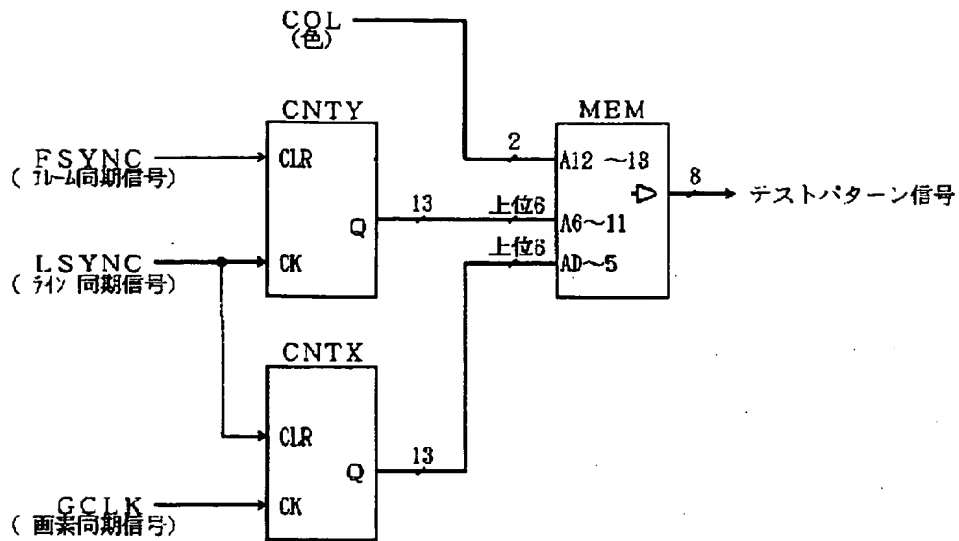 COL
(色)
CNTY
MEM
FSYNC
( フレーム同期信号)
CLR
2
A12 ～13
8
テストパターン信号
Q
13
上位6
A6～11
上位6
LSYNC
( ライン 同期信号)
CK
AD～5
CNTX
CLR
Q
13
GCLK
( 画素同期信号)
CK